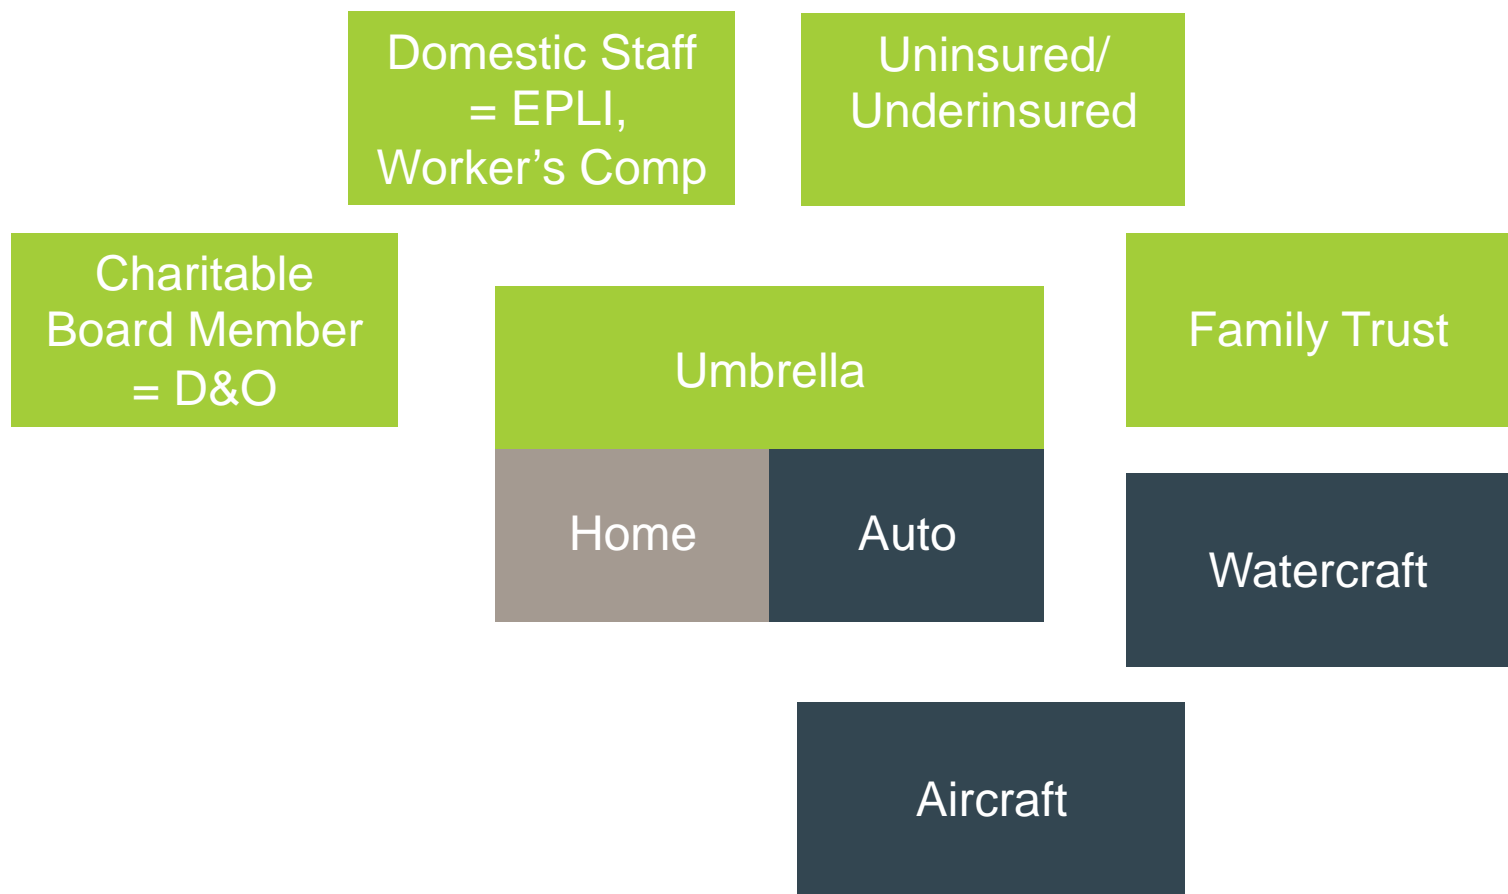 Domestic Staff
= EPLI,
Worker’s Comp
Uninsured/
Underinsured
Charitable
Board Member
= D&O
Umbrella
Family Trust
Home
Auto
Watercraft
Aircraft